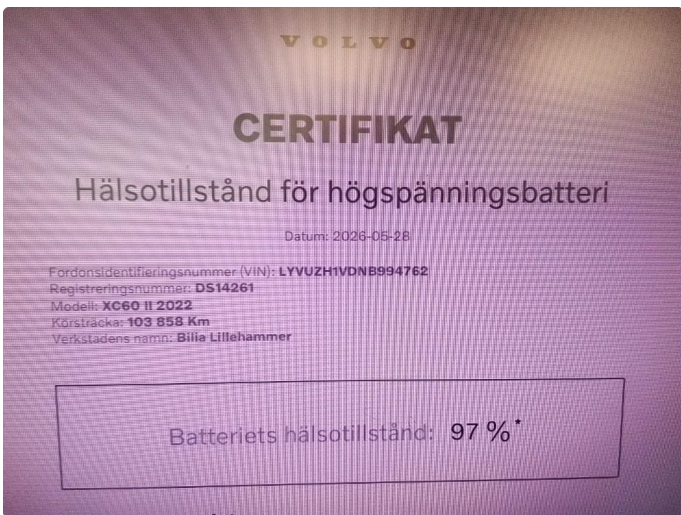 VOLVO
CERTIFIKAT
Hälsotillstånd för högspänningsbatteri
Datum: 2026-05-28
Fordonsidentifieringsnummer (VIN): LYVUZH1VDNB994762
Registreringsnummer: DS14261
Modell: XC60 II 2022
Körsträcka: 103 858 Km
Verkstadens namn: Bilia Lillehammer
Batteriets hälsotillstånd: 97 %*